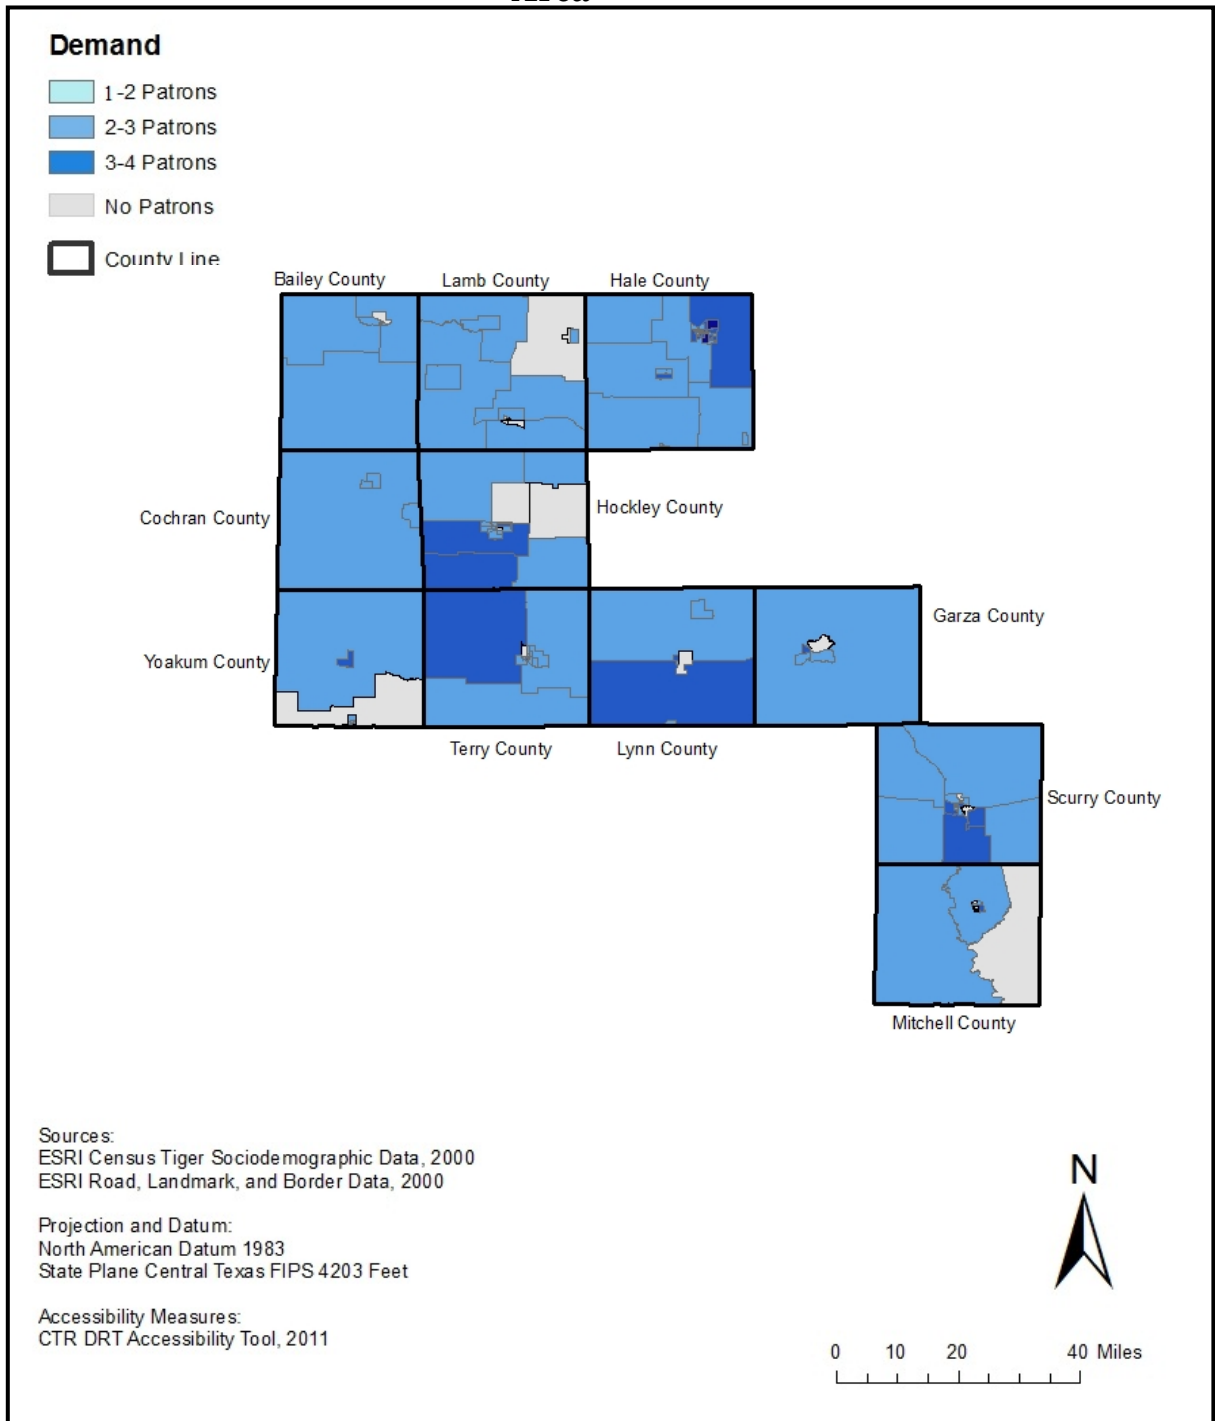 Area
Demand
1-2 Patrons
2-3 Patrons
3-4 Patrons
No Patrons
County Line
Bailey County
Lamb County
Hale County
Cochran County
Hockley County
Garza County
Yoakum County
Terry County
Lynn County
Scurry County
Mitchell County
Sources:
ESRI Census Tiger Sociodemographic Data, 2000
ESRI Road, Landmark, and Border Data, 2000
Projection and Datum:
North American Datum 1983
State Plane Central Texas FIPS 4203 Feet
Accessibility Measures:
CTR DRT Accessibility Tool, 2011
N
0 10 20 40 Miles